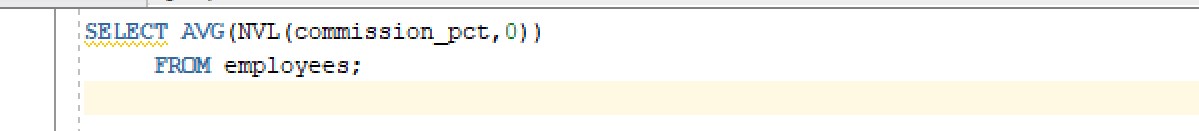 SELECT AVG(NVL(commission_pct,0))
FROM employees;